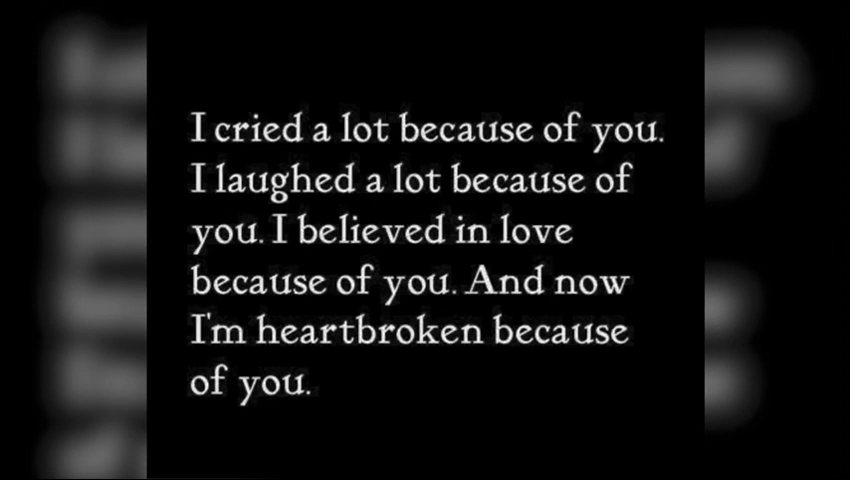 I cried a lot because of you.
I laughed a lot because of
you. I believed in love
because of you. And now
I'm heartbroken because
of you.